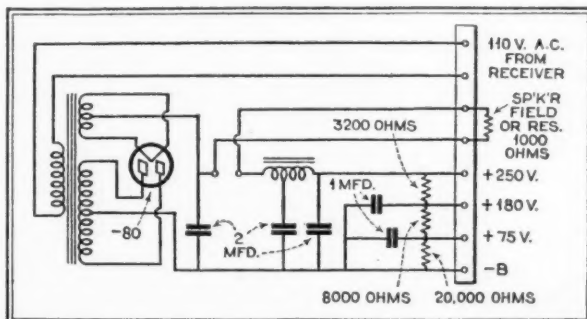 110 V. A.C.
FROM
RECEIVER
SP'K'R
FIELD
OR RES.
1000
OHMS
3200 OHMS
+250 V.
1 MFD.
+180 V.
-80
2
MFD.
+75 V.
-B
8000 OHMS
20,000 OHMS